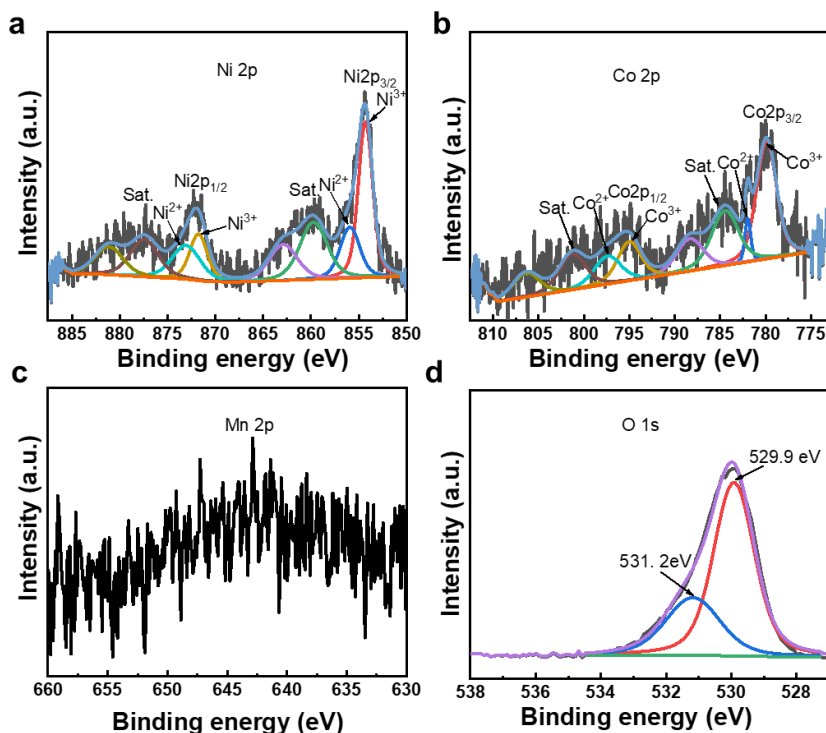 a
Ni 2p
Ni2p3/2
Ni3+
Sat.
Ni2p1/2
Ni2+
Ni3+
Sat.
Ni2+
Intensity (a.u.)
885 880 875 870 865 860 855 850
Binding energy (eV)
b
Co 2p
Co2p3/2
Co3+
Sat.
Co2+
Sat.
Co2+
Co2p1/2
Co3+
Intensity (a.u.)
810 805 800 795 790 785 780 775
Binding energy (eV)
c
Mn 2p
Intensity (a.u.)
660 655 650 645 640 635 630
Binding energy (eV)
d
O 1s
529.9 eV
531. 2eV
Intensity (a.u.)
538 536 534 532 530 528
Binding energy (eV)